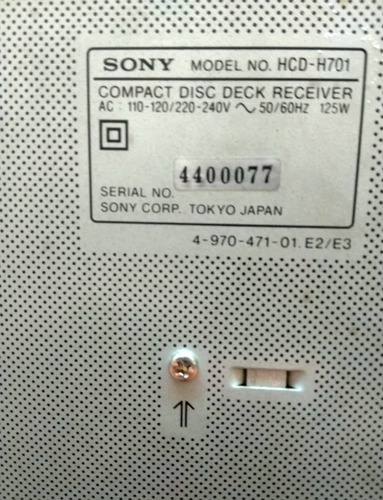 SONY MODEL NO. HCD-H701
COMPACT DISC DECK RECEIVER
AC : 110-120/220-240V ~ 50/60Hz 125W
4400077
SERIAL NO.
SONY CORP. TOKYO JAPAN
4-970-471-01. E2/E3